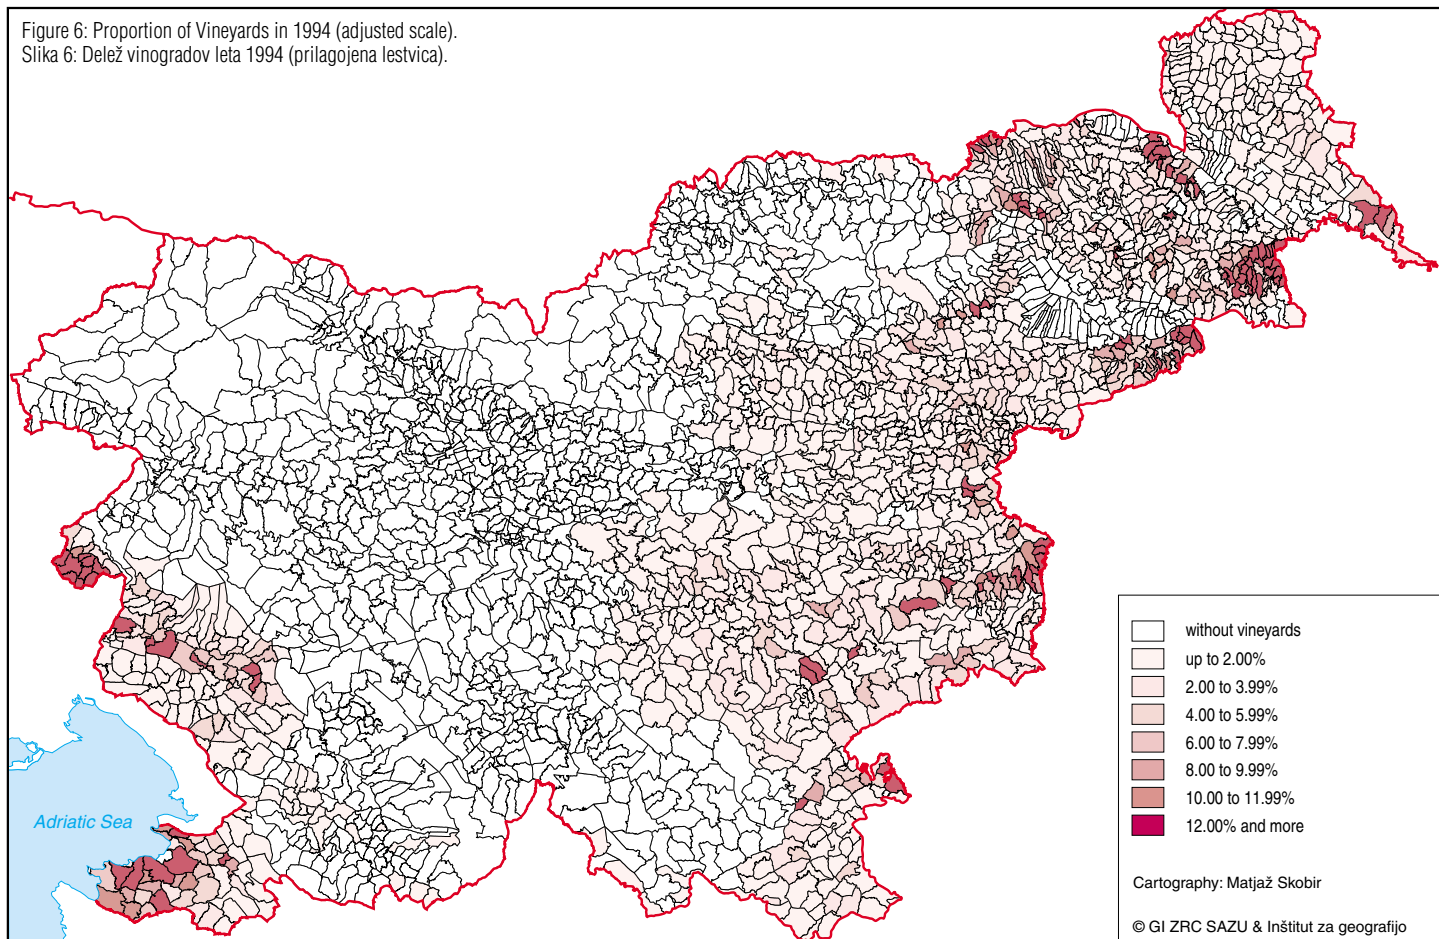 Figure 6: Proportion of Vineyards in 1994 (adjusted scale).
Slika 6: Delež vinogradov leta 1994 (prilagojena lestvica).
Adriatic Sea
without vineyards
up to 2.00%
2.00 to 3.99%
4.00 to 5.99%
6.00 to 7.99%
8.00 to 9.99%
10.00 to 11.99%
12.00% and more
Cartography: Matjaž Skobir
© GI ZRC SAZU & Inštitut za geografijo